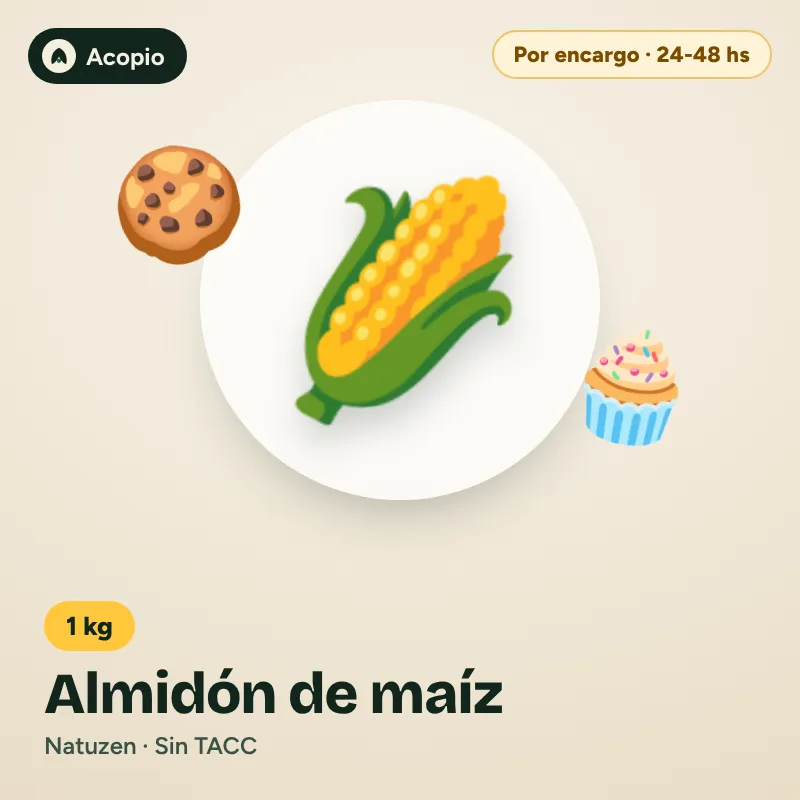 Acopio
Por encargo · 24-48 hs
1 kg
Almidón de maíz
Natuzen · Sin TACC